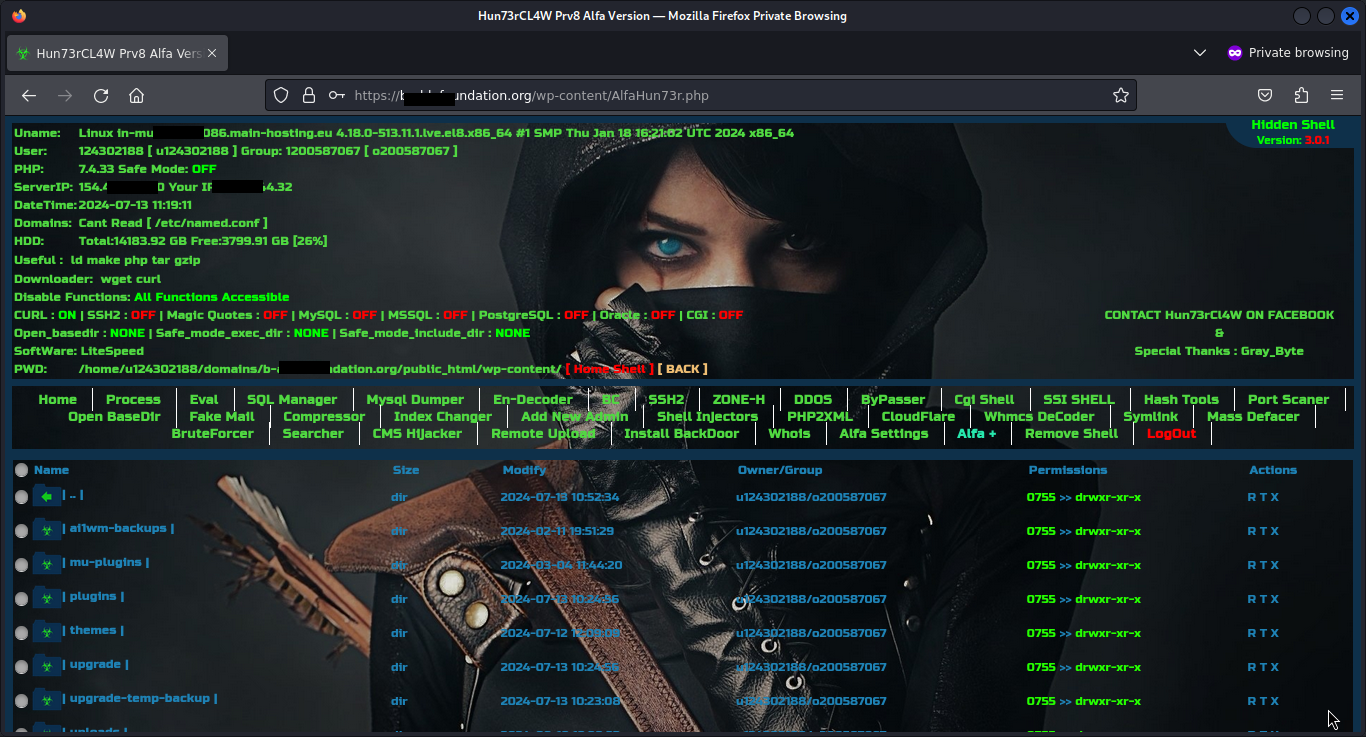 Hun73rCL4W Prv8 Alfa Version — Mozilla Firefox Private Browsing
Hun73rCL4W Prv8 Alfa Vers
Private browsing
https://b undation.org/wp-content/AlfaHun73r.php
Hidden Shell
Version: 3.0.1
Uname: Linux in-mu 086.main-hosting.eu 4.18.0-513.11.1.lve.el8.x86_64 #1 SMP Thu Jan 18 16:21:02 UTC 2024 x86_64
User: 124302188 [ u124302188 ] Group: 1200587067 [ o200587067 ]
PHP: 7.4.33 Safe Mode: OFF
ServerIP: 154.4 0 Your IP 4.32
DateTime: 2024-07-13 11:19:11
Domains: Cant Read [ /etc/named.conf ]
HDD: Total:14183.92 GB Free:3799.91 GB [26%]
Useful : ld make php tar gzip
Downloader: wget curl
Disable Functions: All Functions Accessible
CURL : ON | SSH2 : OFF | Magic Quotes : OFF | MySQL : OFF | MSSQL : OFF | PostgreSQL : OFF | Oracle : OFF | CGI : OFF
Open_basedir : NONE | Safe_mode_exec_dir : NONE | Safe_mode_include_dir : NONE
SoftWare: LiteSpeed
PWD: /home/u124302188/domains/b-a ndation.org/public_html/wp-content/ [ Home Shell ] [ BACK ]
CONTACT Hun73rCl4W ON FACEBOOK
&
Special Thanks : Gray_Byte
Home Process Eval SQL Manager Mysql Dumper En-Decoder BC SSH2 ZONE-H DDOS ByPasser Cgi Shell SSI SHELL Hash Tools Port Scaner
Open BaseDir Fake Mail Compressor Index Changer Add New Admin Shell Injectors PHP2XML CloudFlare Whmcs DeCoder Symlink Mass Defacer
BruteForcer Searcher CMS Hijacker Remote Upload Install BackDoor Whois Alfa Settings Alfa + Remove Shell LogOut
Name Size Modify Owner/Group Permissions Actions
| .. | dir 2024-07-13 10:52:34 u124302188/o200587067 0755 >> drwxr-xr-x R T X
| ai1wm-backups | dir 2024-02-11 19:51:29 u124302188/o200587067 0755 >> drwxr-xr-x R T X
| mu-plugins | dir 2024-03-04 11:44:20 u124302188/o200587067 0755 >> drwxr-xr-x R T X
| plugins | dir 2024-07-13 10:24:56 u124302188/o200587067 0755 >> drwxr-xr-x R T X
| themes | dir 2024-07-12 u124302188/o200587067 0755 >> drwxr-xr-x R T X
| upgrade | dir 2024-07-13 10:24:56 u124302188/o200587067 0755 >> drwxr-xr-x R T X
| upgrade-temp-backup | dir 2024-07-13 10:23:08 u124302188/o200587067 0755 >> drwxr-xr-x R T X
| uploads |